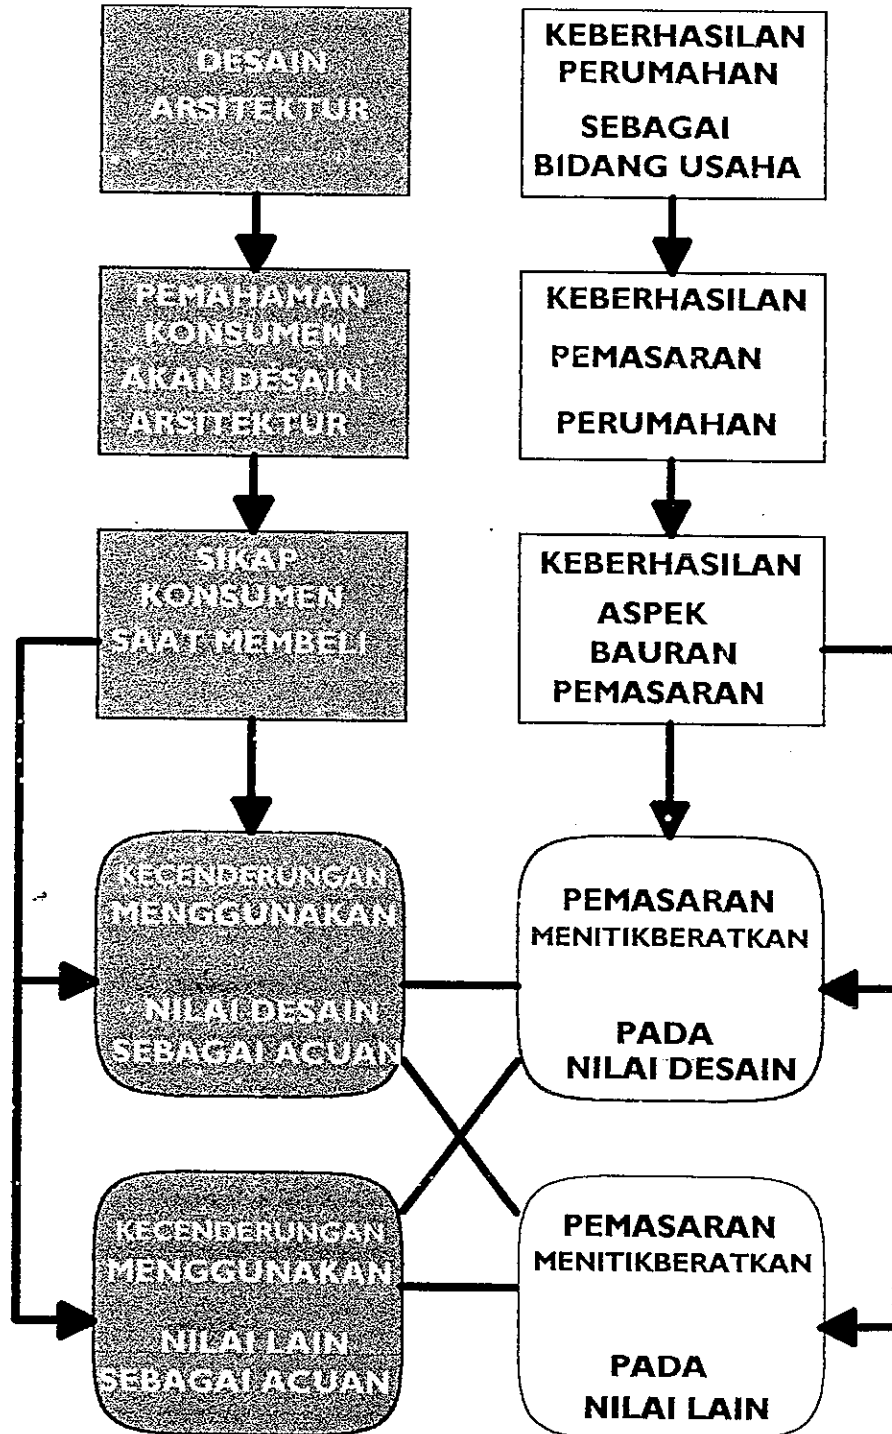 DESAIN
ARSITEKTUR
PEMAHAMAN
KONSUMEN
AKAN DESAIN
ARSITEKTUR
SIKAP
KONSUMEN
SAAT MEMBELI
KECENDERUNGAN
MENGGUNAKAN
NILAI DESAIN
SEBAGAI ACUAN
KECENDERUNGAN
MENGGUNAKAN
NILAI LAIN
SEBAGAI ACUAN
KEBERHASILAN
PERUMAHAN
SEBAGAI
BIDANG USAHA
KEBERHASILAN
PEMASARAN
PERUMAHAN
KEBERHASILAN
ASPEK
BAURAN
PEMASARAN
PEMASARAN
MENITIKBERATKAN
PADA
NILAI DESAIN
PEMASARAN
MENITIKBERATKAN
PADA
NILAI LAIN